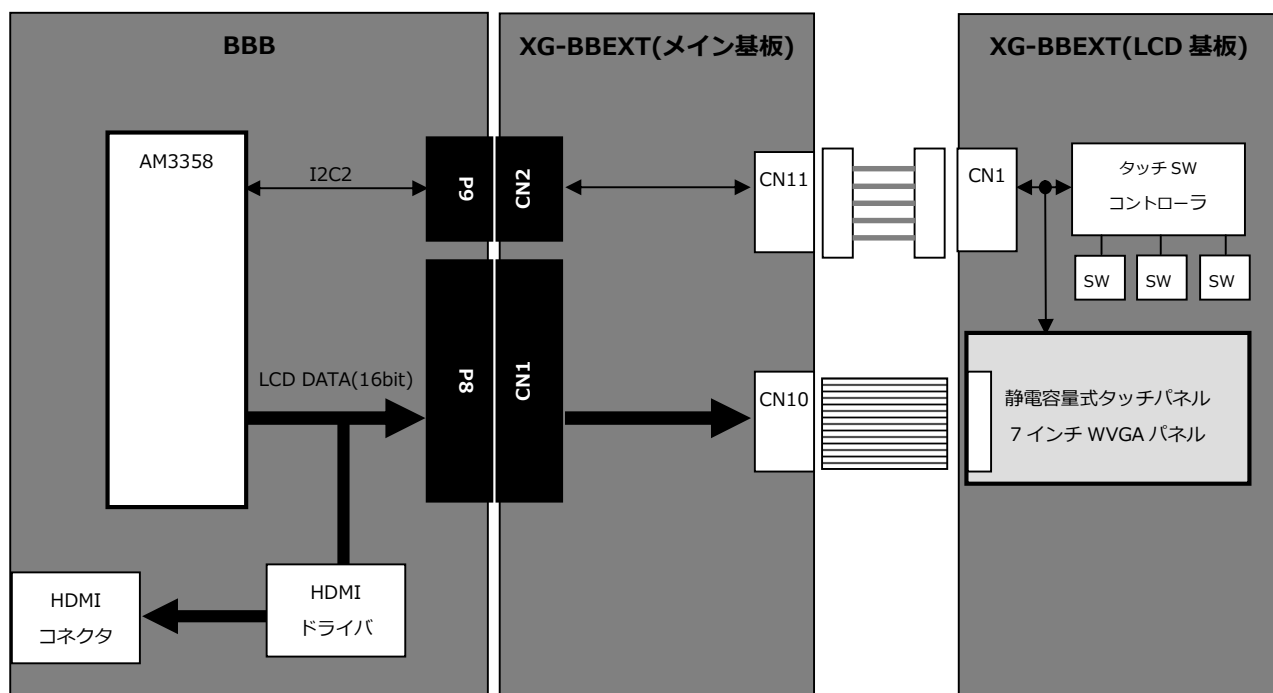 BBB
XG-BBEXT(メイン基板)
XG-BBEXT(LCD 基板)
AM3358
I2C2
P9
CN2
CN11
CN1
タッチ SW
コントローラ
SW
SW
SW
LCD DATA(16bit)
P8
CN1
CN10
静電容量式タッチパネル
7 インチ WVGA パネル
HDMI
コネクタ
HDMI
ドライバ